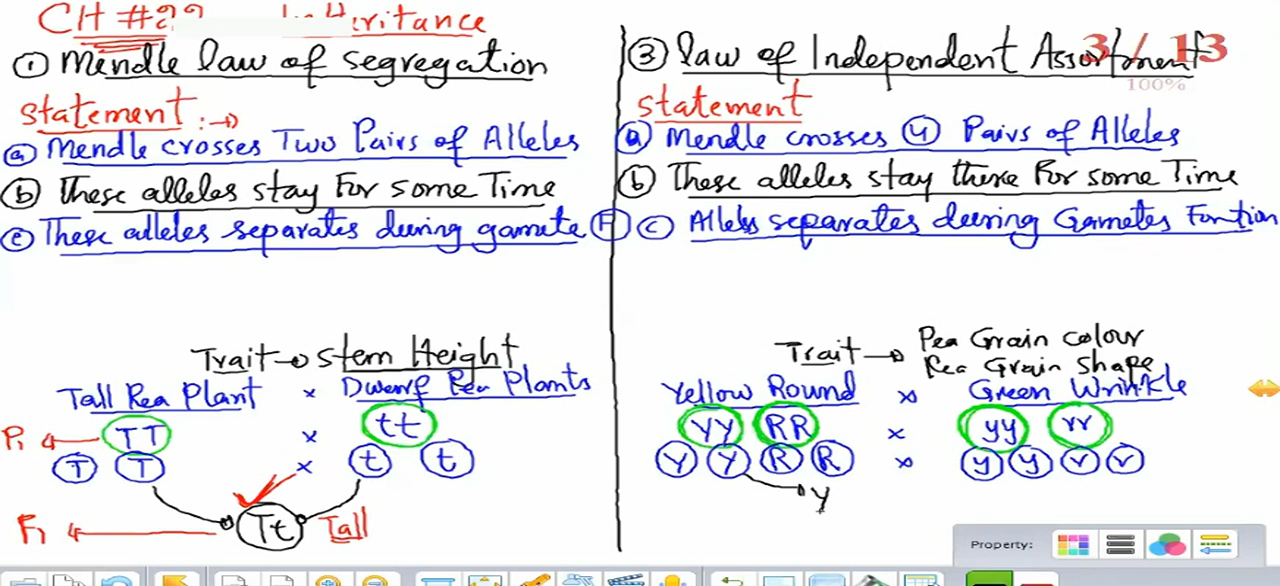 CH #22 Inheritance
① Mendle law of segregation
Statement :→
ⓐ Mendle crosses Two Pairs of Alleles
ⓑ These alleles stay For some Time
ⓒ These alleles separates during gamete Ⓕ
Trait → Stem Height
Tall Pea Plant × Dwarf Pea Plants
P₁ ← TT × tt
T T × t t
F₁ ← Tt Tall
③ law of Independent Assortment
3 / 13
100%
Statement
ⓐ Mendle crosses ④ Pairs of Alleles
ⓑ These alleles stay there For some Time
ⓒ Alleles separates during Gametes Formtion
Trait → Pea Grain colour
Pea Grain shape
Yellow Round × Green Wrinkle
YY RR × yy rr
Y Y R R × y y r r
→ Y
Property: